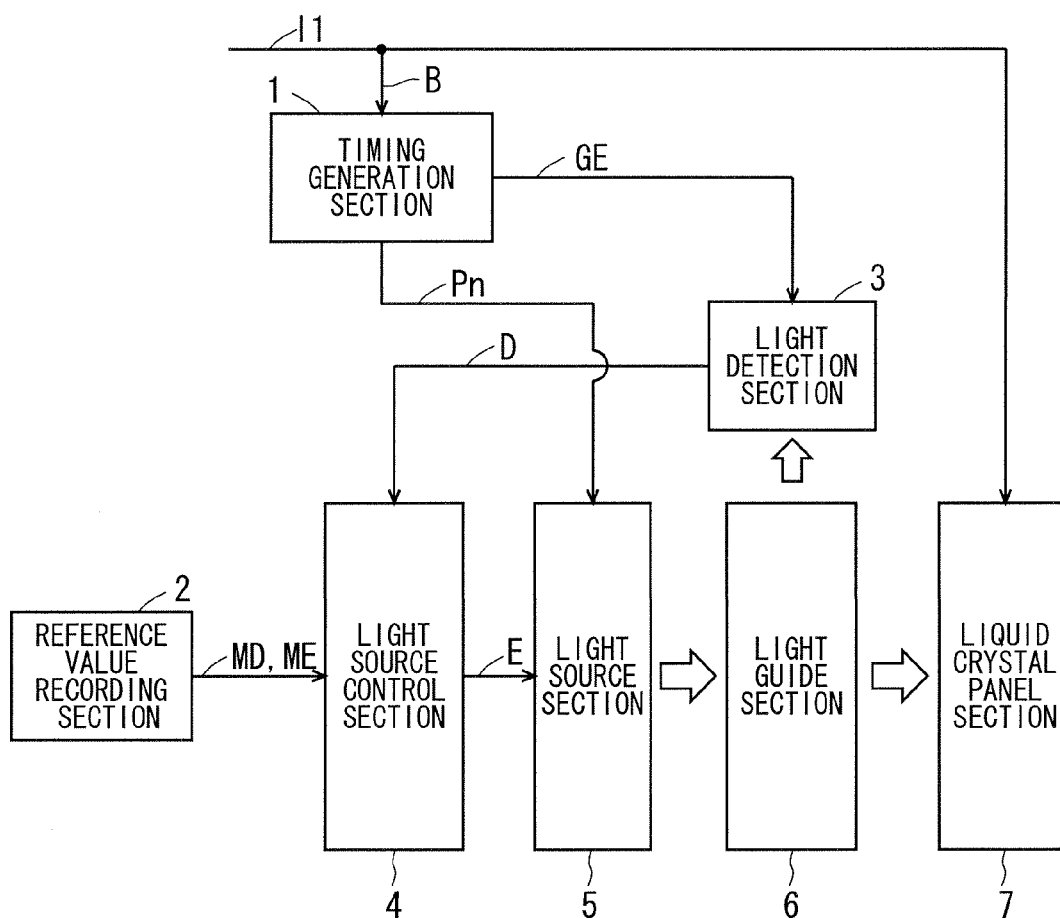 I1
B
1
TIMING
GENERATION
SECTION
GE
Pn
3
LIGHT
DETECTION
SECTION
D
2
REFERENCE
VALUE
RECORDING
SECTION
MD, ME
LIGHT
SOURCE
CONTROL
SECTION
E
LIGHT
SOURCE
SECTION
LIGHT
GUIDE
SECTION
LIQUID
CRYSTAL
PANEL
SECTION
4
5
6
7